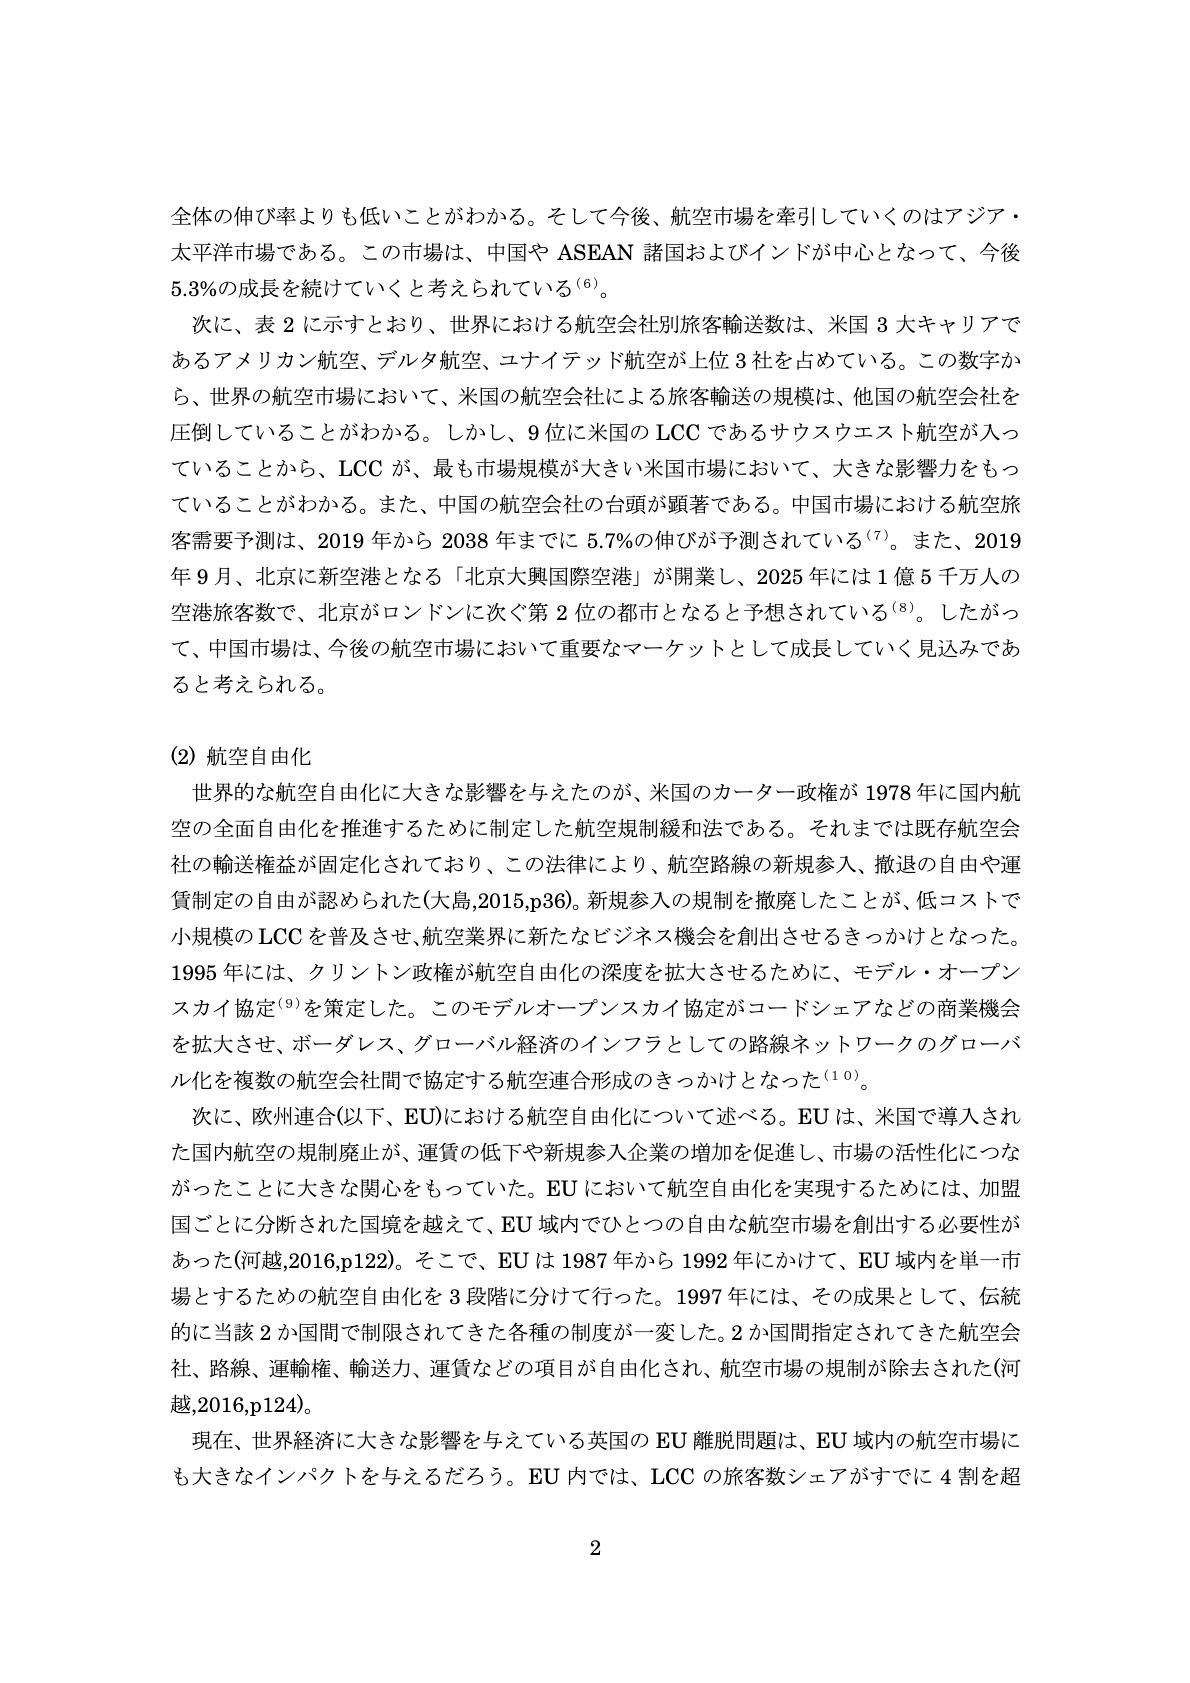 全体の伸び率よりも低いことがわかる。そして今後、航空市場を牽引していくのはアジア・
太平洋市場である。この市場は、中国や ASEAN 諸国およびインドが中心となって、今後
5.3%の成長を続けていくと考えられている⁽⁶⁾。
次に、表 2 に示すとおり、世界における航空会社別旅客輸送数は、米国 3 大キャリアで
あるアメリカン航空、デルタ航空、ユナイテッド航空が上位 3 社を占めている。この数字か
ら、世界の航空市場において、米国の航空会社による旅客輸送の規模は、他国の航空会社を
圧倒していることがわかる。しかし、9 位に米国の LCC であるサウスウエスト航空が入っ
ていることから、LCC が、最も市場規模が大きい米国市場において、大きな影響力をもっ
ていることがわかる。また、中国の航空会社の台頭が顕著である。中国市場における航空旅
客需要予測は、2019 年から 2038 年までに 5.7%の伸びが予測されている⁽⁷⁾。また、2019
年 9 月、北京に新空港となる「北京大興国際空港」が開業し、2025 年には 1 億 5 千万人の
空港旅客数で、北京がロンドンに次ぐ第 2 位の都市となると予想されている⁽⁸⁾。したがっ
て、中国市場は、今後の航空市場において重要なマーケットとして成長していく見込みであ
ると考えられる。
(2) 航空自由化
世界的な航空自由化に大きな影響を与えたのが、米国のカーター政権が 1978 年に国内航
空の全面自由化を推進するために制定した航空規制緩和法である。それまでは既存航空会
社の輸送権益が固定化されており、この法律により、航空路線の新規参入、撤退の自由や運
賃制定の自由が認められた(大島,2015,p36)。新規参入の規制を撤廃したことが、低コストで
小規模の LCC を普及させ、航空業界に新たなビジネス機会を創出させるきっかけとなった。
1995 年には、クリントン政権が航空自由化の深度を拡大させるために、モデル・オープン
スカイ協定⁽⁹⁾を策定した。このモデルオープンスカイ協定がコードシェアなどの商業機会
を拡大させ、ボーダレス、グローバル経済のインフラとしての路線ネットワークのグローバ
ル化を複数の航空会社間で協定する航空連合形成のきっかけとなった⁽¹⁰⁾。
次に、欧州連合(以下、EU)における航空自由化について述べる。EU は、米国で導入され
た国内航空の規制廃止が、運賃の低下や新規参入企業の増加を促進し、市場の活性化につな
がったことに大きな関心をもっていた。EU において航空自由化を実現するためには、加盟
国ごとに分断された国境を越えて、EU 域内でひとつの自由な航空市場を創出する必要性が
あった(河越,2016,p122)。そこで、EU は 1987 年から 1992 年にかけて、EU 域内を単一市
場とするための航空自由化を 3 段階に分けて行った。1997 年には、その成果として、伝統
的に当該 2 か国間で制限されてきた各種の制度が一変した。2 か国間指定されてきた航空会
社、路線、運輸権、輸送力、運賃などの項目が自由化され、航空市場の規制が除去された(河
越,2016,p124)。
現在、世界経済に大きな影響を与えている英国の EU 離脱問題は、EU 域内の航空市場に
も大きなインパクトを与えるだろう。EU 内では、LCC の旅客数シェアがすでに 4 割を超
2